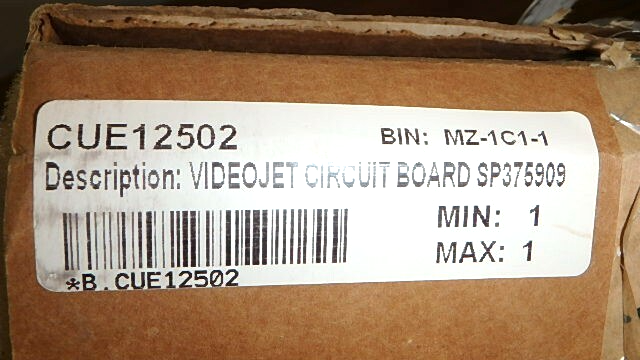 CUE12502 BIN: MZ-1C1-1
Description: VIDEOJET CIRCUIT BOARD SP375909
MIN: 1
MAX: 1
*B.CUE12502